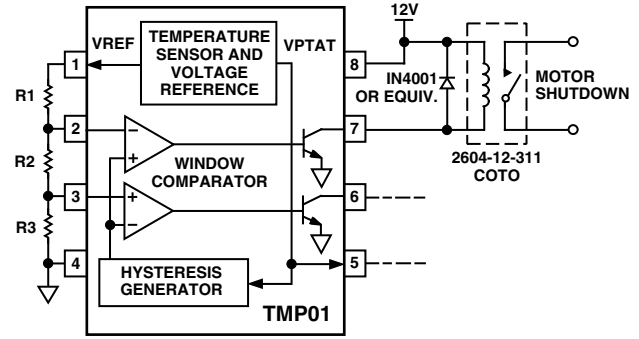 12V
TEMPERATURE
SENSOR AND
VOLTAGE
REFERENCE
VREF
VPTAT
1
8
R1
IN4001
OR EQUIV.
MOTOR
SHUTDOWN
2
7
−
+
R2
WINDOW
COMPARATOR
2604-12-311
COTO
3
6
+
−
R3
4
5
HYSTERESIS
GENERATOR
TMP01